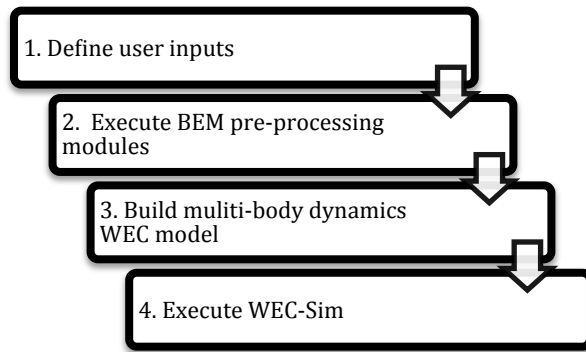 1. Define user inputs
2.  Execute BEM pre-processing
modules
3. Build muliti-body dynamics
WEC model
4. Execute WEC-Sim